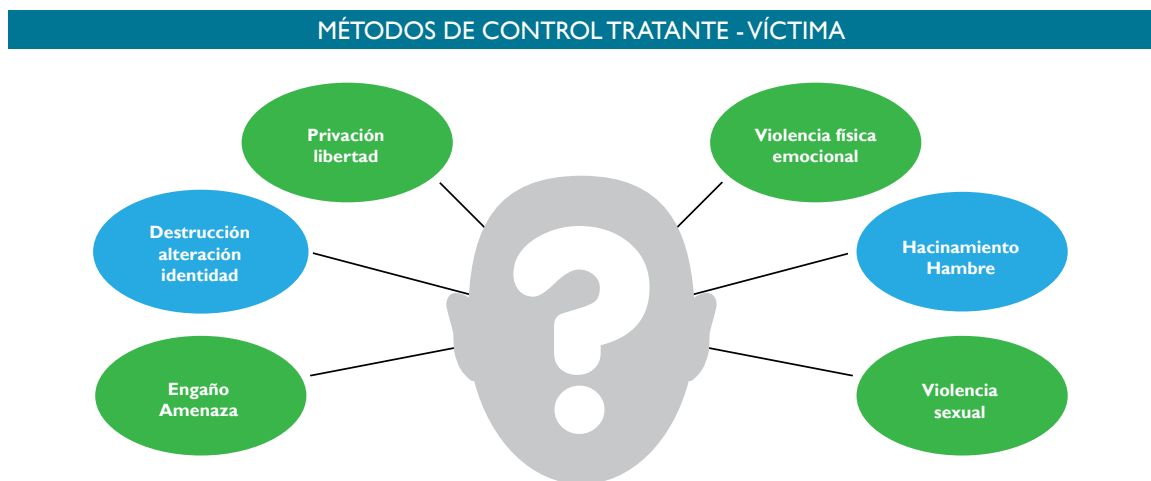 MÉTODOS DE CONTROL TRATANTE - VÍCTIMA
Privación
libertad
Violencia física
emocional
Destrucción
alteración
identidad
Hacinamiento
Hambre
Engaño
Amenaza
Violencia
sexual
?